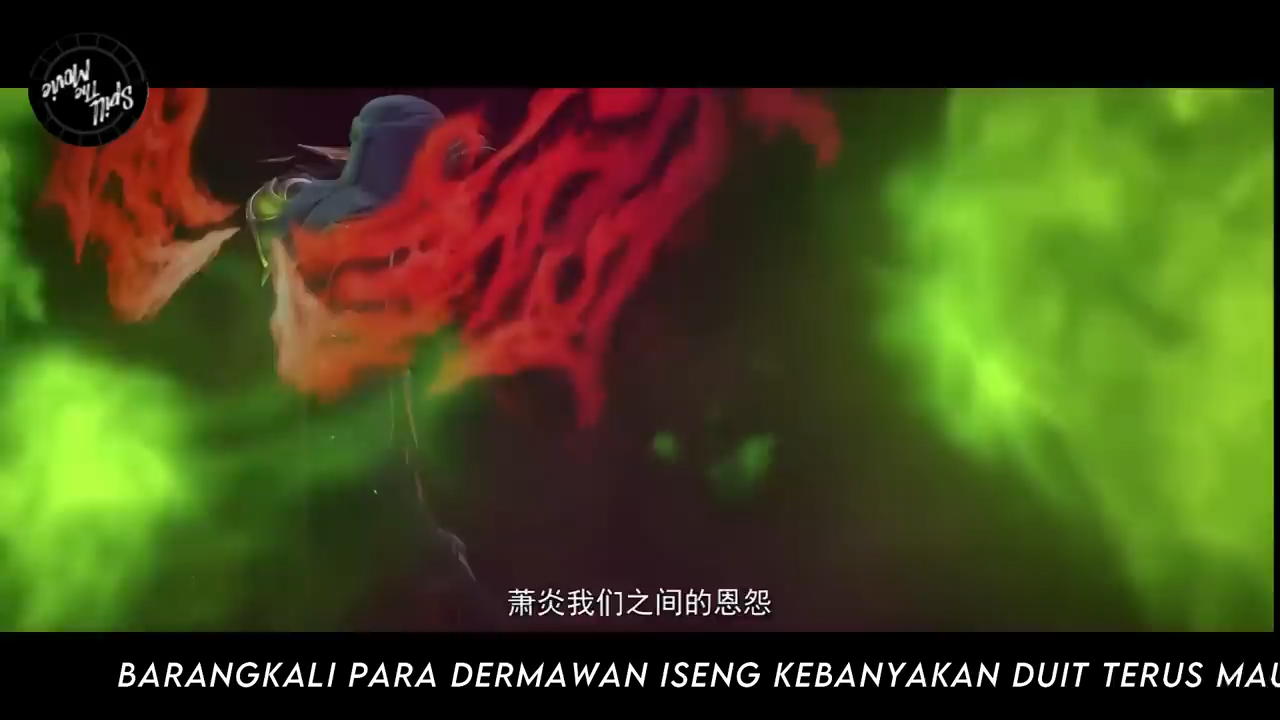 Spill
The
Movie
萧炎我们之间的恩怨
BARANGKALI PARA DERMAWAN ISENG KEBANYAKAN DUIT TERUS MAU